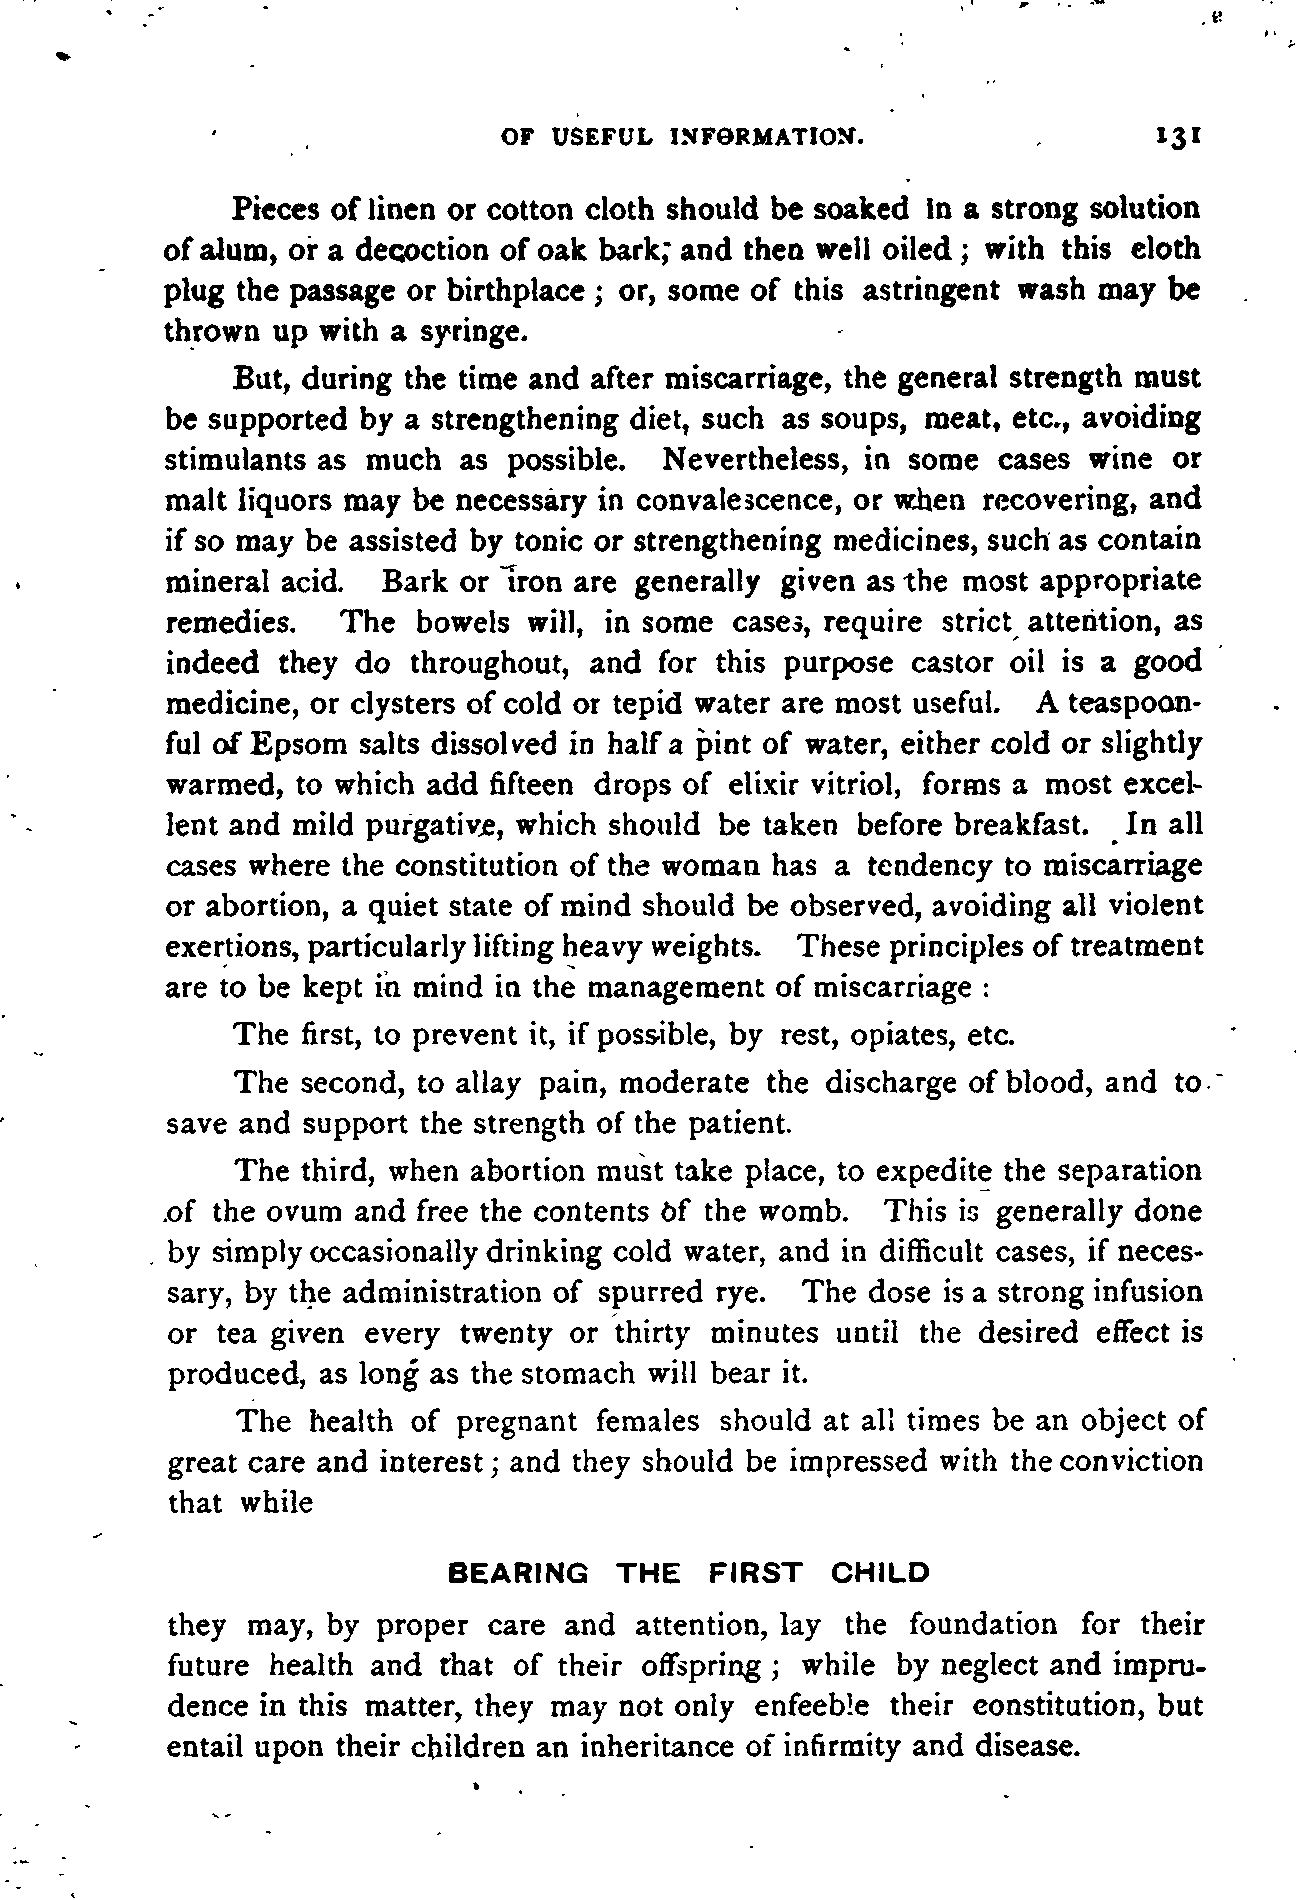 OF USEFUL INFORMATION. 131
Pieces of linen or cotton cloth should be soaked in a strong solution
of alum, or a decoction of oak bark; and then well oiled ; with this cloth
plug the passage or birthplace ; or, some of this astringent wash may be
thrown up with a syringe.
But, during the time and after miscarriage, the general strength must
be supported by a strengthening diet, such as soups, meat, etc., avoiding
stimulants as much as possible. Nevertheless, in some cases wine or
malt liquors may be necessary in convalescence, or when recovering, and
if so may be assisted by tonic or strengthening medicines, such as contain
mineral acid. Bark or iron are generally given as the most appropriate
remedies. The bowels will, in some cases, require strict attention, as
indeed they do throughout, and for this purpose castor oil is a good
medicine, or clysters of cold or tepid water are most useful. A teaspoon-
ful of Epsom salts dissolved in half a pint of water, either cold or slightly
warmed, to which add fifteen drops of elixir vitriol, forms a most excel-
lent and mild purgative, which should be taken before breakfast. In all
cases where the constitution of the woman has a tendency to miscarriage
or abortion, a quiet state of mind should be observed, avoiding all violent
exertions, particularly lifting heavy weights. These principles of treatment
are to be kept in mind in the management of miscarriage :
The first, to prevent it, if possible, by rest, opiates, etc.
The second, to allay pain, moderate the discharge of blood, and to
save and support the strength of the patient.
The third, when abortion must take place, to expedite the separation
of the ovum and free the contents of the womb. This is generally done
by simply occasionally drinking cold water, and in difficult cases, if neces-
sary, by the administration of spurred rye. The dose is a strong infusion
or tea given every twenty or thirty minutes until the desired effect is
produced, as long as the stomach will bear it.
The health of pregnant females should at all times be an object of
great care and interest ; and they should be impressed with the conviction
that while
BEARING THE FIRST CHILD
they may, by proper care and attention, lay the foundation for their
future health and that of their offspring ; while by neglect and impru-
dence in this matter, they may not only enfeeble their constitution, but
entail upon their children an inheritance of infirmity and disease.